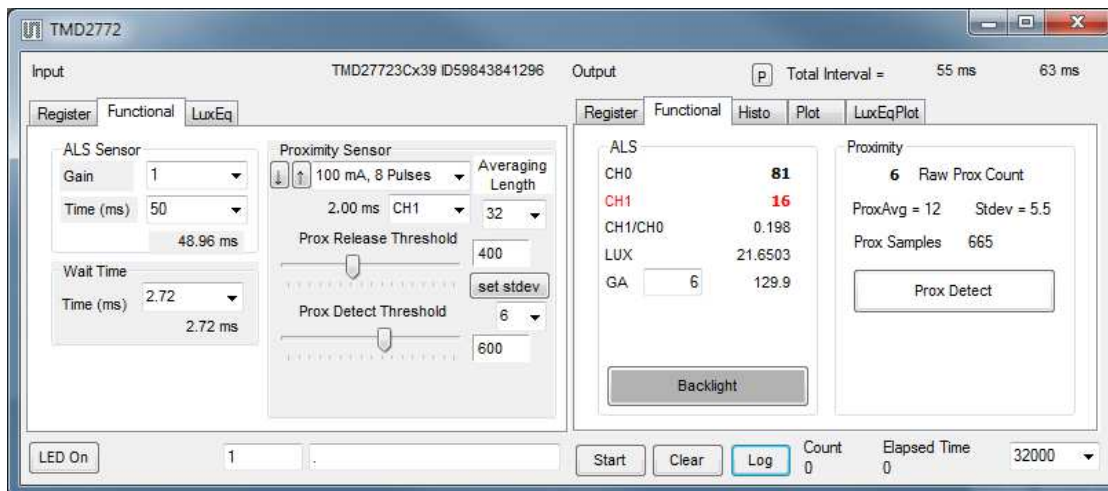 TMD2772
Input TMD27723Cx39 ID59843841296
Register Functional LuxEq
ALS Sensor
Gain 1
Time (ms) 50
48.96 ms
Wait Time
Time (ms) 2.72
2.72 ms
Proximity Sensor
↓ ↑ 100 mA, 8 Pulses
Averaging
Length
2.00 ms CH1 32
Prox Release Threshold
400
set stdev
Prox Detect Threshold 6
600
LED On 1 .
Output P Total Interval = 55 ms 63 ms
Register Functional Histo Plot LuxEqPlot
ALS
CH0 81
CH1 16
CH1/CH0 0.198
LUX 21.6503
GA 6 129.9
Backlight
Proximity
6 Raw Prox Count
ProxAvg = 12 Stdev = 5.5
Prox Samples 665
Prox Detect
Start Clear Log Count Elapsed Time 32000
0 0